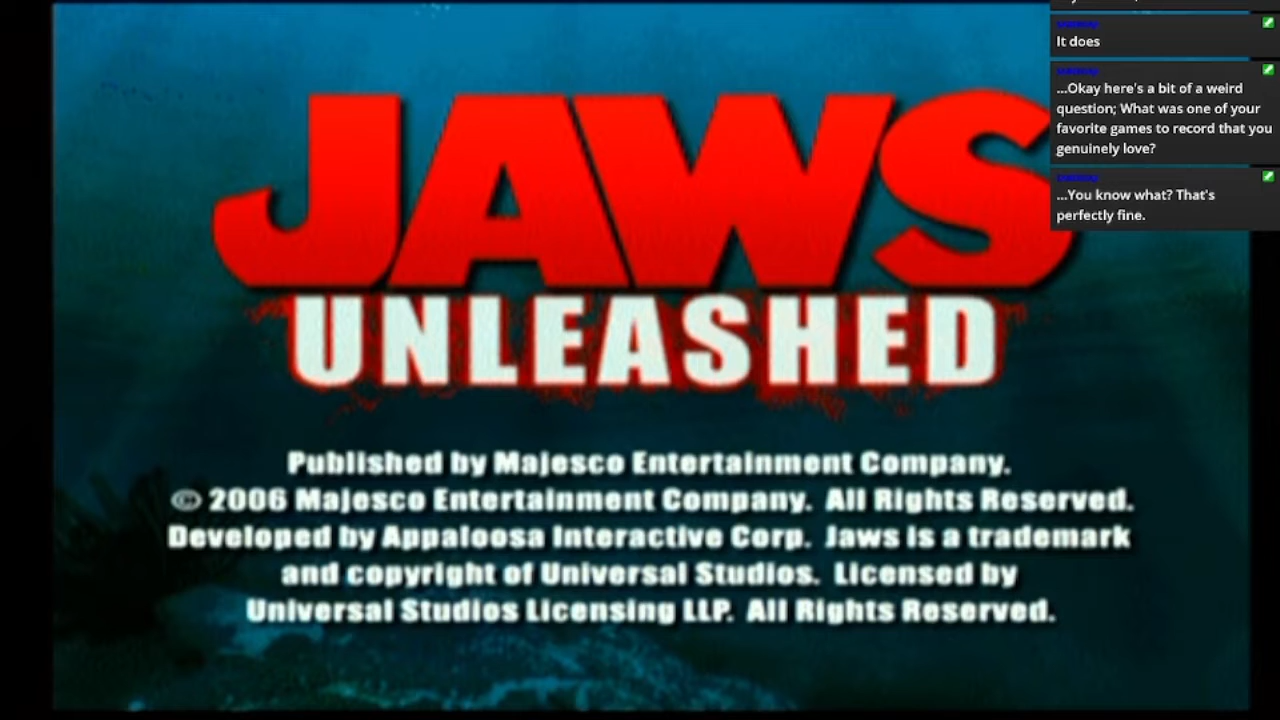 JAWS
UNLEASHED
Published by Majesco Entertainment Company.
© 2006 Majesco Entertainment Company. All Rights Reserved.
Developed by Appaloosa Interactive Corp. Jaws is a trademark
and copyright of Universal Studios. Licensed by
Universal Studios Licensing LLP. All Rights Reserved.
It does
...Okay here's a bit of a weird
question; What was one of your
favorite games to record that you
genuinely love?
...You know what? That's
perfectly fine.